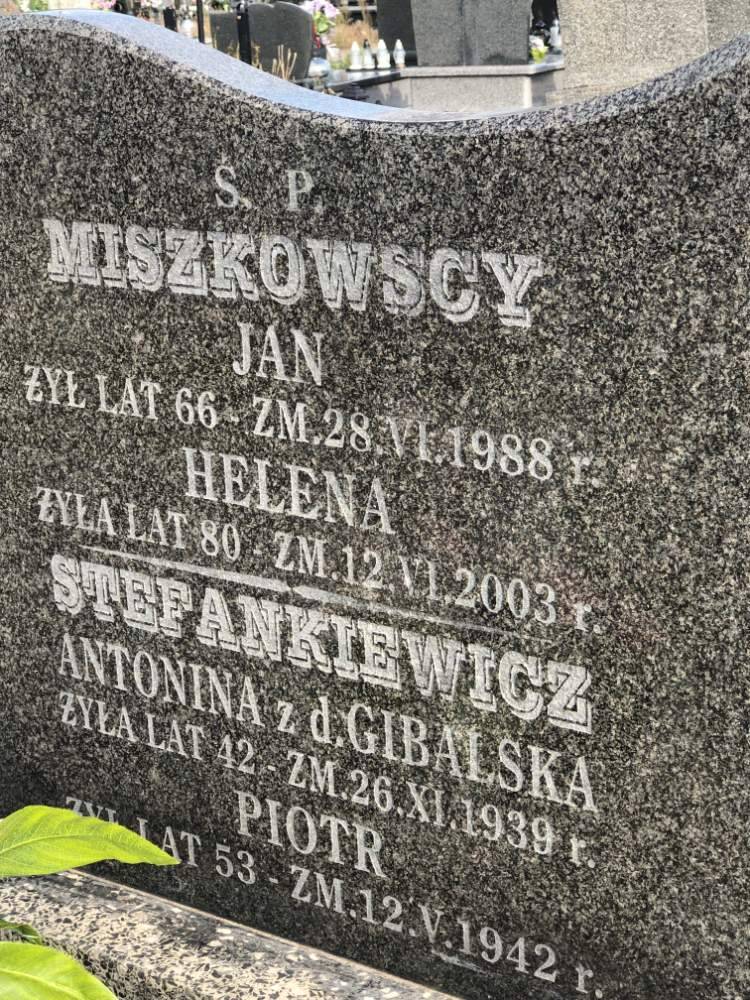 Ś. P.
MISZKOWSCY
JAN
ŻYŁ LAT 66 - ZM.28.VI.1988 r.
HELENA
ŻYŁA LAT 80 - ZM.12.VI.2003 r.
STEFANKIEWICZ
ANTONINA z d.GIBALSKA
ŻYŁA LAT 42 - ZM.26.XI.1939 r.
PIOTR
ŻYŁ LAT 53 - ZM.12.V.1942 r.